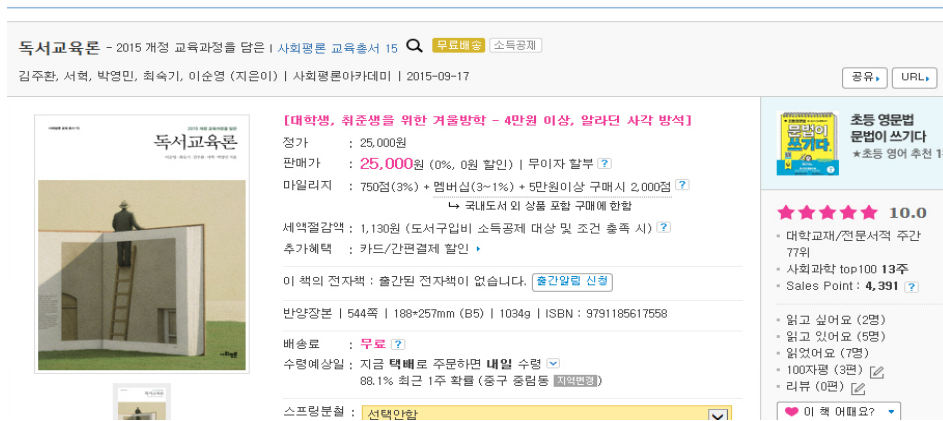 독서교육론 - 2015 개정 교육과정을 담은 | 사회평론 교육총서 15 무료배송 소득공제
김주환, 서혁, 박영민, 최숙기, 이순영 (지은이) | 사회평론아카데미 | 2015-09-17
공유 URL
2015 개정 교육과정을 담은
독서교육론
[대학생, 취준생을 위한 겨울방학 - 4만원 이상, 알라딘 사각 방석]
정가 : 25,000원
판매가 : 25,000원 (0%, 0원 할인) | 무이자 할부 ?
마일리지 : 750점(3%) + 멤버십(3~1%) + 5만원이상 구매시 2,000점 ?
↳ 국내도서 외 상품 포함 구매에 한함
세액절감액 : 1,130원 (도서구입비 소득공제 대상 및 조건 충족 시) ?
추가혜택 : 카드/간편결제 할인
이 책의 전자책 : 출간된 전자책이 없습니다. 출간알림 신청
반양장본 | 544쪽 | 188*257mm (B5) | 1034g | ISBN : 9791185617558
배송료 : 무료 ?
수령예상일 : 지금 택배로 주문하면 내일 수령
88.1% 최근 1주 확률 (중구 중림동 지역변경)
스프링분철 : 선택안함
문법이
쓰기다.
초등 영문법
문법이 쓰기다
★초등 영어 추천 1
10.0
대학교재/전문서적 주간
77위
사회과학 top100 13주
Sales Point : 4,391 ?
읽고 싶어요 (2명)
읽고 있어요 (5명)
읽었어요 (7명)
100자평 (3편)
리뷰 (0편)
이 책 어때요?